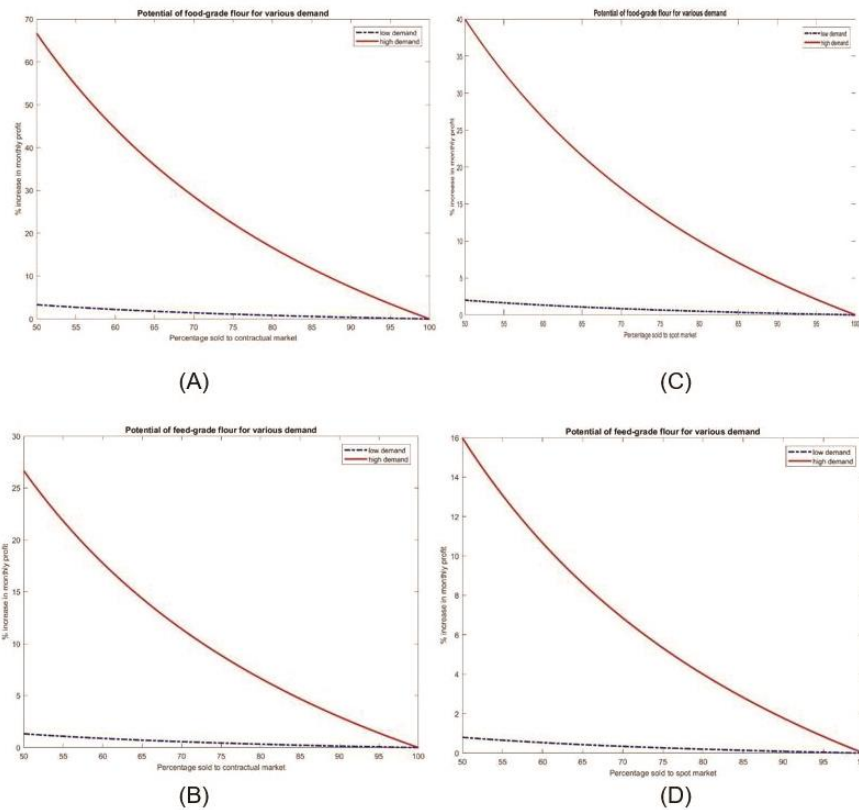 Potential of food-grade flour for various demand
70
60
50
40
30
20
10
0
% increase in monthly profit
low demand
high demand
50 55 60 65 70 75 80 85 90 95 100
Percentage sold to contractual market
(A)
Potential of food-grade flour for various demand
40
35
30
25
20
15
10
5
0
% increase in monthly profit
low demand
high demand
50 55 60 65 70 75 80 85 90 95 100
Percentage sold to spot market
(C)
Potential of feed-grade flour for various demand
30
25
20
15
10
5
0
% increase in monthly profit
low demand
high demand
50 55 60 65 70 75 80 85 90 95 100
Percentage sold to contractual market
(B)
Potential of feed-grade flour for various demand
16
14
12
10
8
6
4
2
0
% increase in monthly profit
low demand
high demand
50 55 60 65 70 75 80 85 90 95
Percentage sold to spot market
(D)